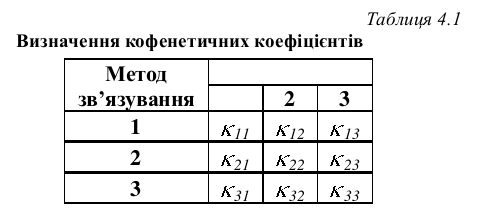 Таблиця 4.1
Визначення кофенетичних коефіцієнтів
Метод
зв’язування
2 3
1 K11 K12 K13
2 K21 K22 K23
3 K31 K32 K33